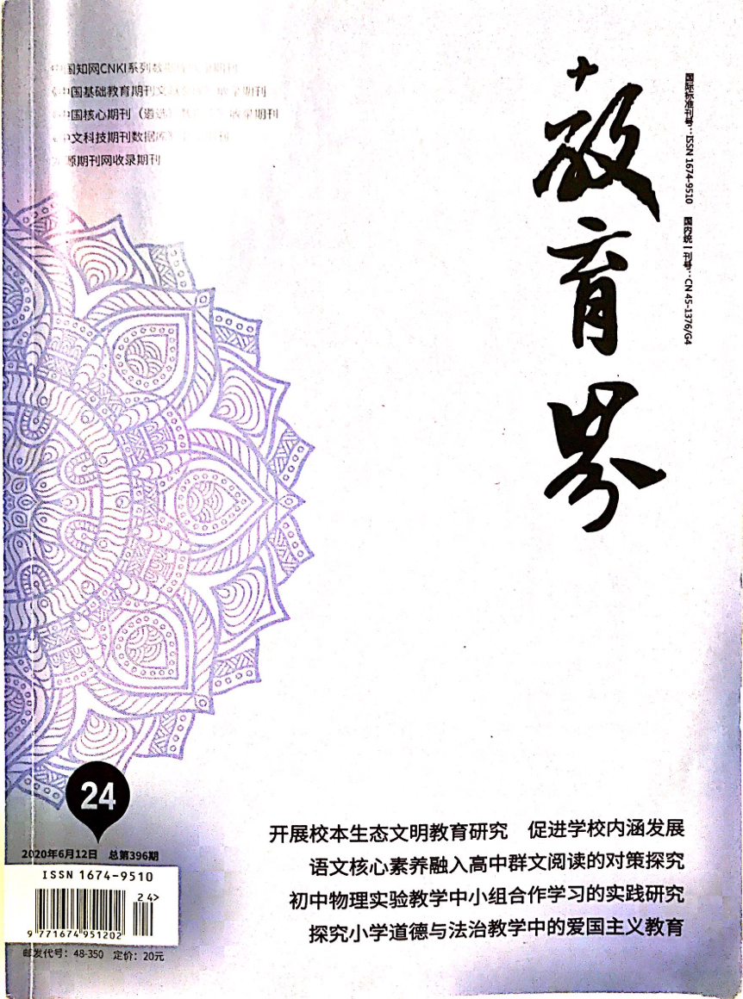 中国知网CNKI系列数
中国基础教育期刊文 收录期刊
中国核心期刊（遴选） 收录期刊
中文科技期刊数据库 期刊
源期刊网收录期刊
教育界
国际标准刊号：ISSN 1674-9510 国内统一刊号：CN 45-1376/G4
24
2020年6月12日 总第396期
ISSN 1674-9510
24>
9 771674 951202
邮发代号：48-350 定价：20元
开展校本生态文明教育研究 促进学校内涵发展
语文核心素养融入高中群文阅读的对策探究
初中物理实验教学中小组合作学习的实践研究
探究小学道德与法治教学中的爱国主义教育